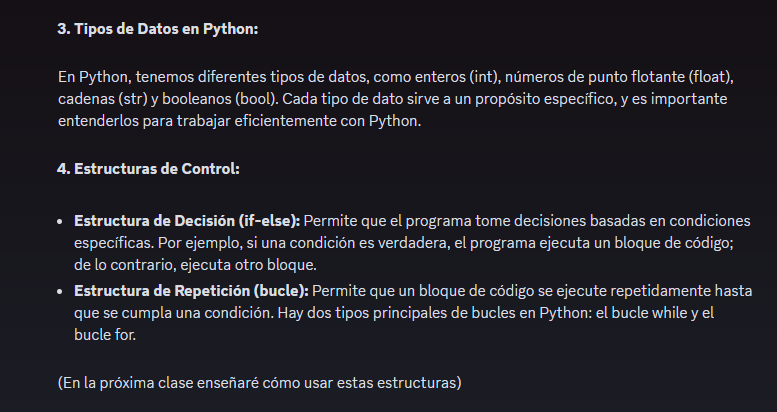 3. Tipos de Datos en Python:
En Python, tenemos diferentes tipos de datos, como enteros (int), números de punto flotante (float),
cadenas (str) y booleanos (bool). Cada tipo de dato sirve a un propósito específico, y es importante
entenderlos para trabajar eficientemente con Python.
4. Estructuras de Control:
• Estructura de Decisión (if-else): Permite que el programa tome decisiones basadas en condiciones
específicas. Por ejemplo, si una condición es verdadera, el programa ejecuta un bloque de código;
de lo contrario, ejecuta otro bloque.
• Estructura de Repetición (bucle): Permite que un bloque de código se ejecute repetidamente hasta
que se cumpla una condición. Hay dos tipos principales de bucles en Python: el bucle while y el
bucle for.
(En la próxima clase enseñaré cómo usar estas estructuras)